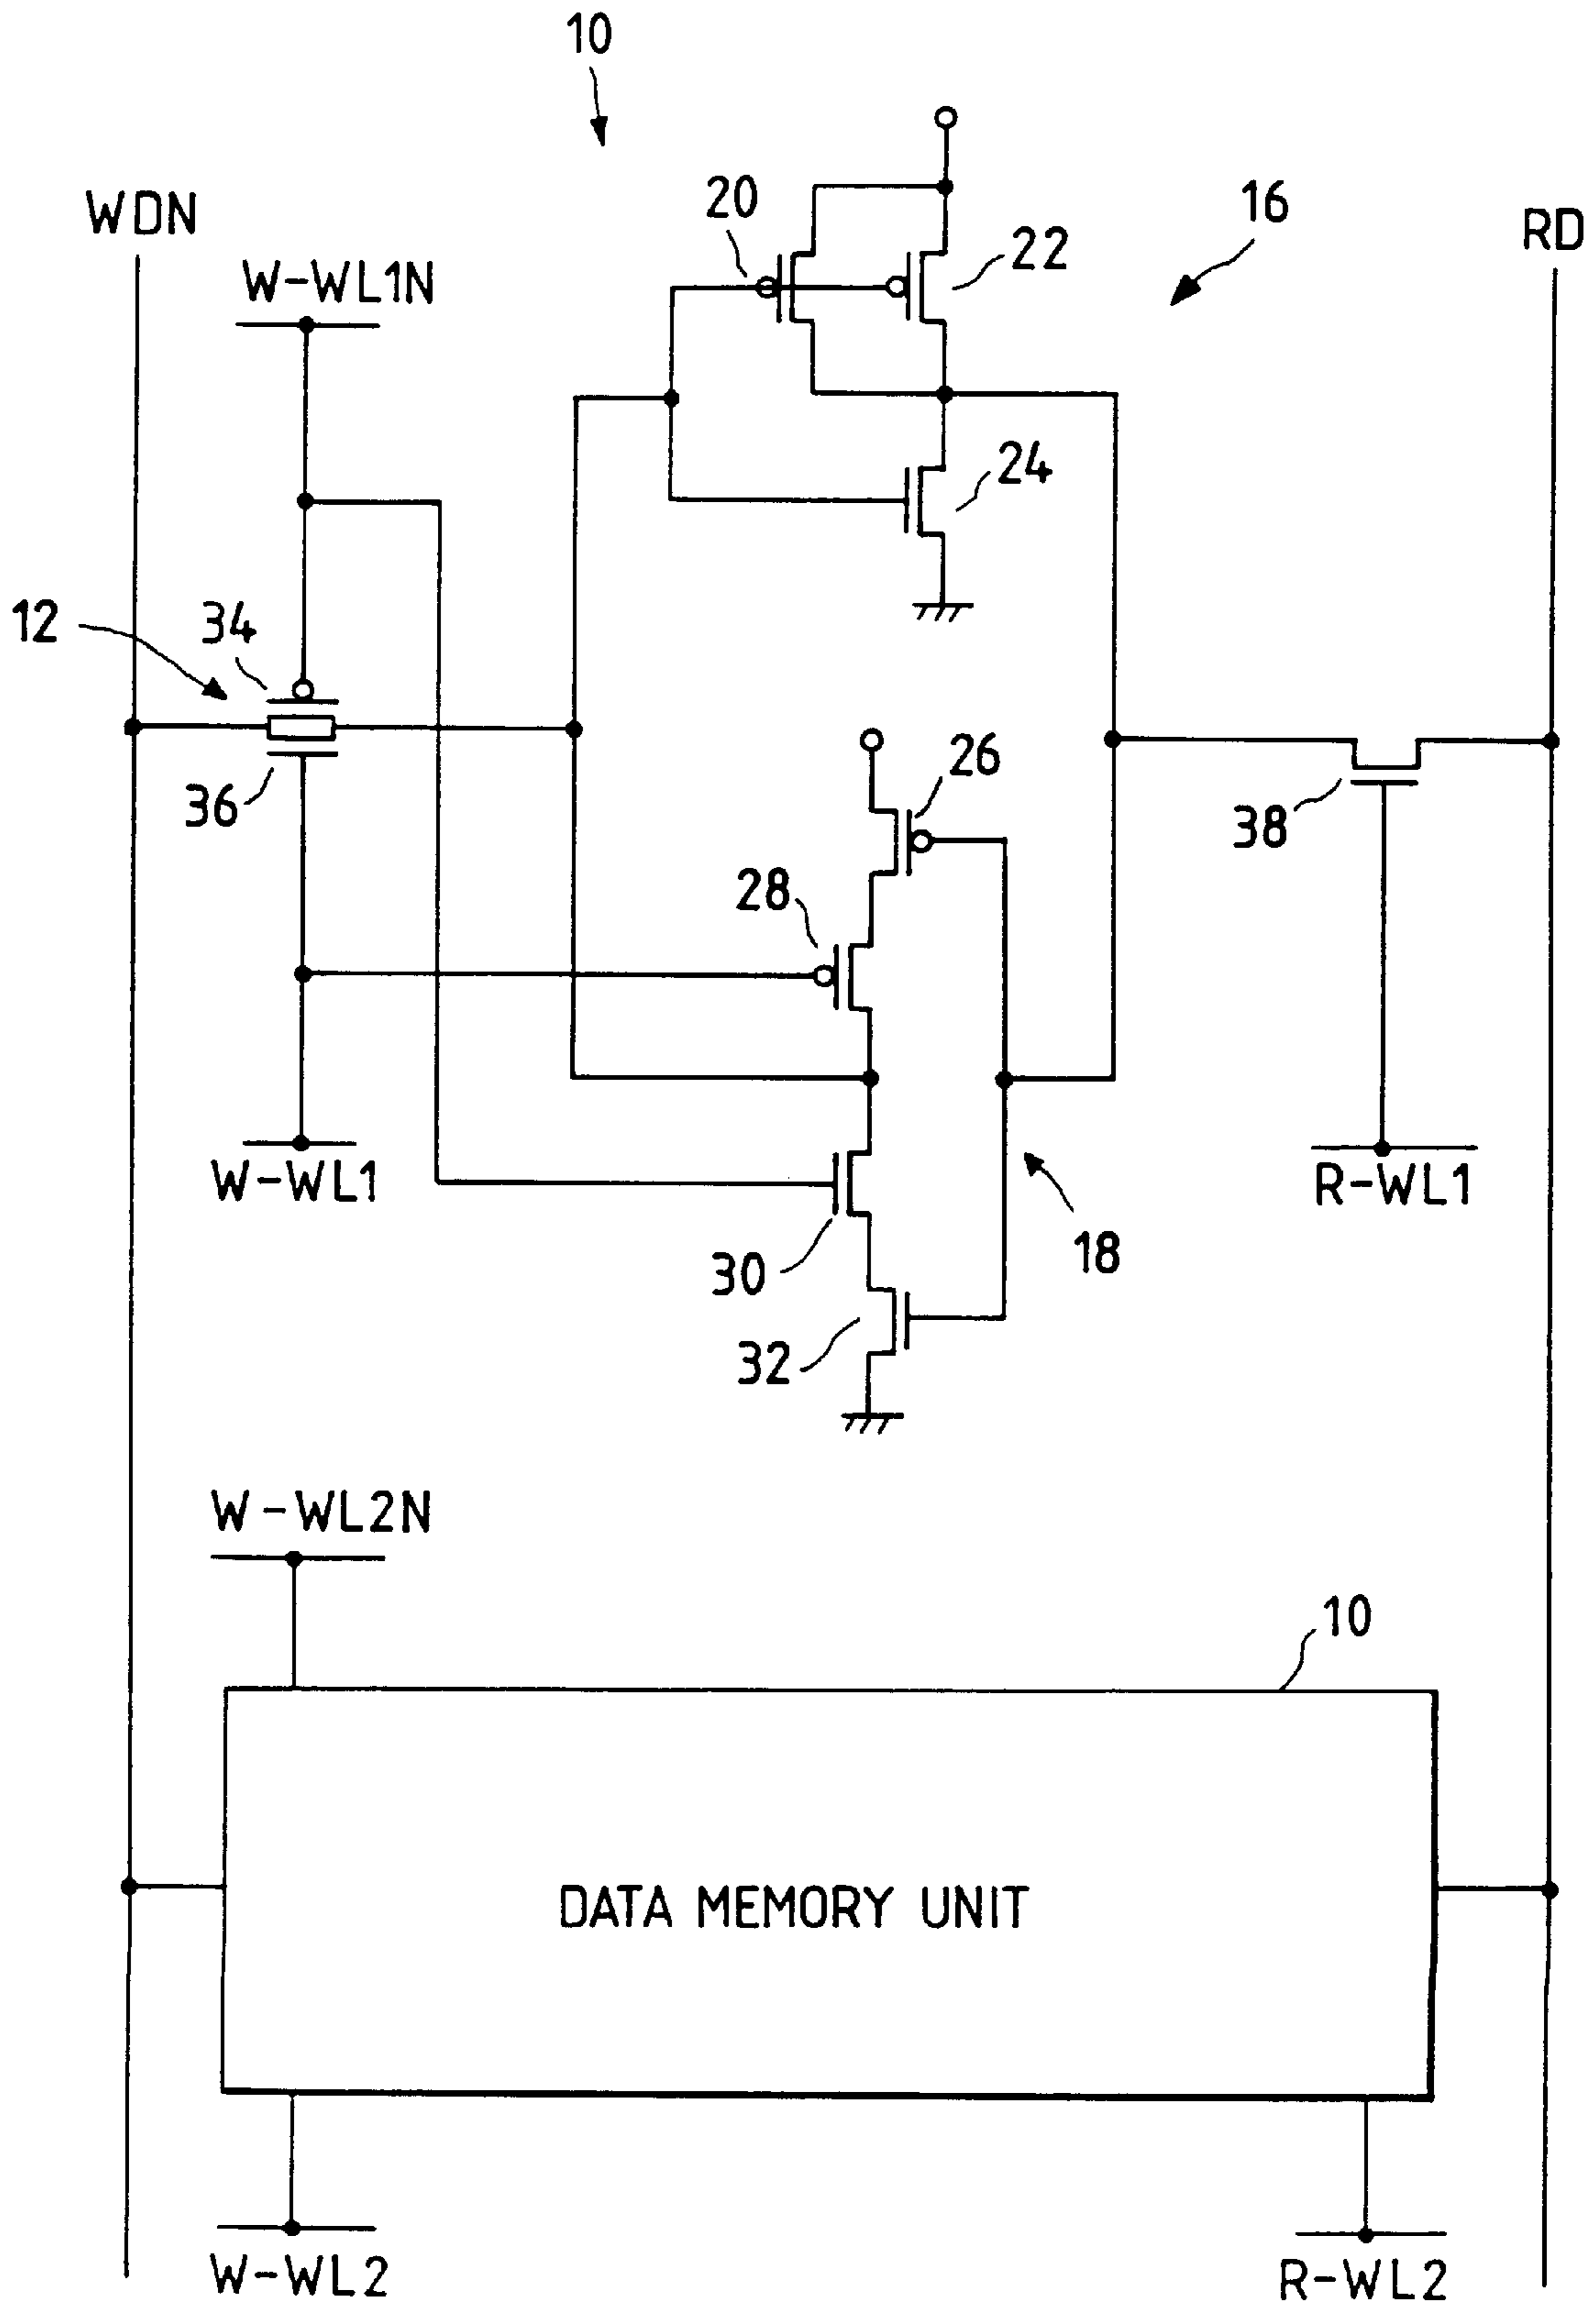 10
WDN
20
16
RD
22
W-WL1N
24
12
34
36
26
38
28
W-WL1
R-WL1
18
30
32
W-WL2N
10
DATA MEMORY UNIT
W-WL2
R-WL2